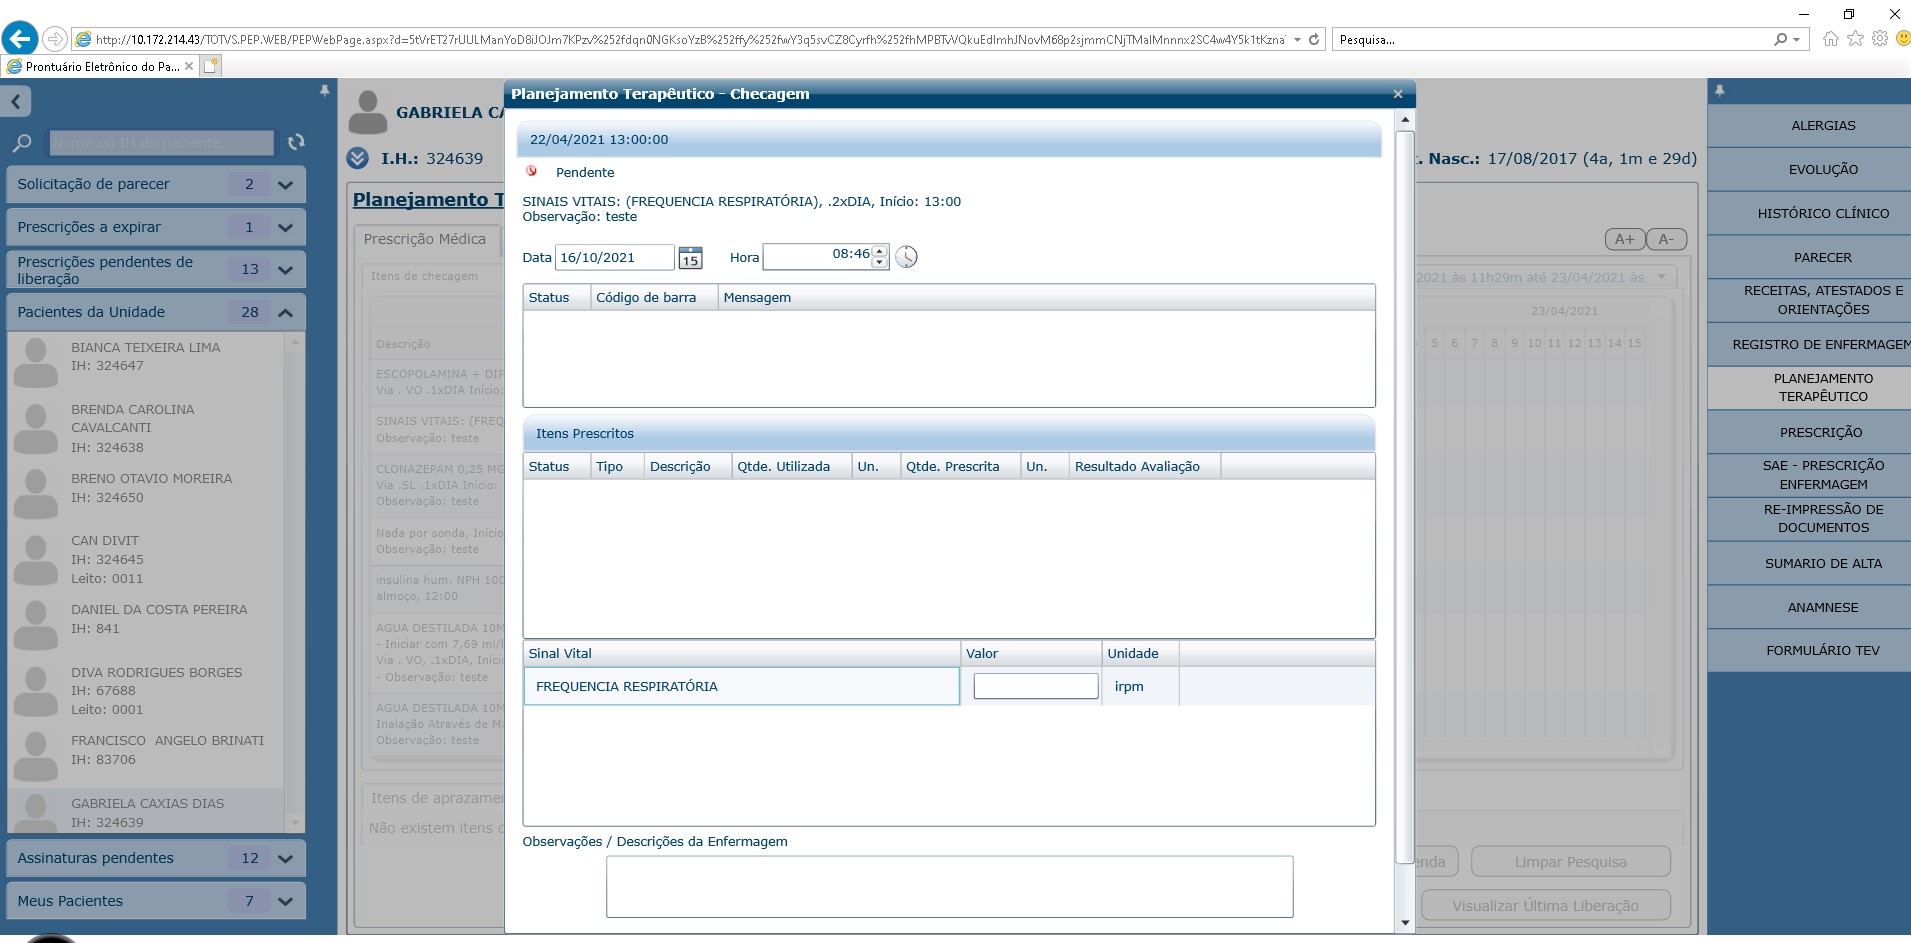 http://10.172.214.43/TOTVS.PEP.WEB/PEPWebPage.aspx?d=5tVrET27rUULManYoD8iJOJm7KPzv%252fdqn0NGKsoYzB%252ffy%252fwY3q5svCZ8Cyrfh%252fhMPBTvVQkuEdImhJNovM68p2sjmmCNjTMalMnnnx2SC4w4Y5k1tKzna
Pesquisa...
Prontuário Eletrônico do Pa...
Nome ou IH do paciente...
Solicitação de parecer 2
Prescrições a expirar 1
Prescrições pendentes de
liberação 13
Pacientes da Unidade 28
BIANCA TEIXEIRA LIMA
IH: 324647
BRENDA CAROLINA
CAVALCANTI
IH: 324638
BRENO OTAVIO MOREIRA
IH: 324650
CAN DIVIT
IH: 324645
Leito: 0011
DANIEL DA COSTA PEREIRA
IH: 841
DIVA RODRIGUES BORGES
IH: 67688
Leito: 0001
FRANCISCO ANGELO BRINATI
IH: 83706
GABRIELA CAXIAS DIAS
IH: 324639
Assinaturas pendentes 12
Meus Pacientes 7
GABRIELA CA
I.H.: 324639
. Nasc.: 17/08/2017 (4a, 1m e 29d)
Planejamento T
Prescrição Médica
A+ A-
Itens de checagem
2021 às 11h29m até 23/04/2021 às
23/04/2021
Descrição
5 6 7 8 9 10 11 12 13 14 15
ESCOPOLAMINA + DIP
Via . VO .1xDIA Início:
SINAIS VITAIS: (FREQ
Observação: teste
CLONAZEPAM 0,25 MG
Via .SL .1xDIA Início:
Observação: teste
Nada por sonda, Início
Observação: teste
insulina hum. NPH 100
almoço, 12:00
AGUA DESTILADA 10M
- Iniciar com 7,69 ml/h
Via . VO, .1xDIA, Iníci
- Observação: teste
AGUA DESTILADA 10M
Inalação Através de M
Observação: teste
Itens de aprazamen
Não existem itens d
enda
Limpar Pesquisa
Visualizar Última Liberação
Planejamento Terapêutico - Checagem
22/04/2021 13:00:00
Pendente
SINAIS VITAIS: (FREQUENCIA RESPIRATÓRIA), .2xDIA, Início: 13:00
Observação: teste
Data 16/10/2021 15 Hora 08:46
Status Código de barra Mensagem
Itens Prescritos
Status Tipo Descrição Qtde. Utilizada Un. Qtde. Prescrita Un. Resultado Avaliação
Sinal Vital Valor Unidade
FREQUENCIA RESPIRATÓRIA irpm
Observações / Descrições da Enfermagem
ALERGIAS
EVOLUÇÃO
HISTÓRICO CLÍNICO
PARECER
RECEITAS, ATESTADOS E
ORIENTAÇÕES
REGISTRO DE ENFERMAGEM
PLANEJAMENTO
TERAPÊUTICO
PRESCRIÇÃO
SAE - PRESCRIÇÃO
ENFERMAGEM
RE-IMPRESSÃO DE
DOCUMENTOS
SUMARIO DE ALTA
ANAMNESE
FORMULÁRIO TEV